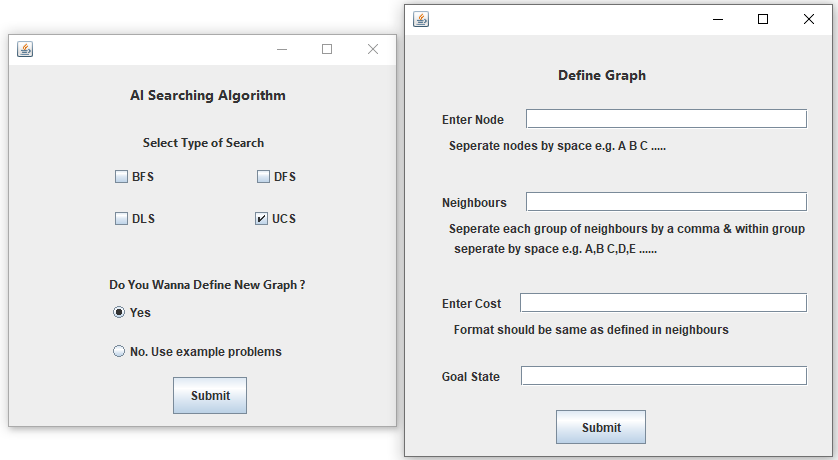 AI Searching Algorithm
Select Type of Search
BFS DFS
DLS UCS
Do You Wanna Define New Graph ?
Yes
No. Use example problems
Submit
Define Graph
Enter Node
Seperate nodes by space e.g. A B C .....
Neighbours
Seperate each group of neighbours by a comma & within group
seperate by space e.g. A,B C,D,E ......
Enter Cost
Format should be same as defined in neighbours
Goal State
Submit